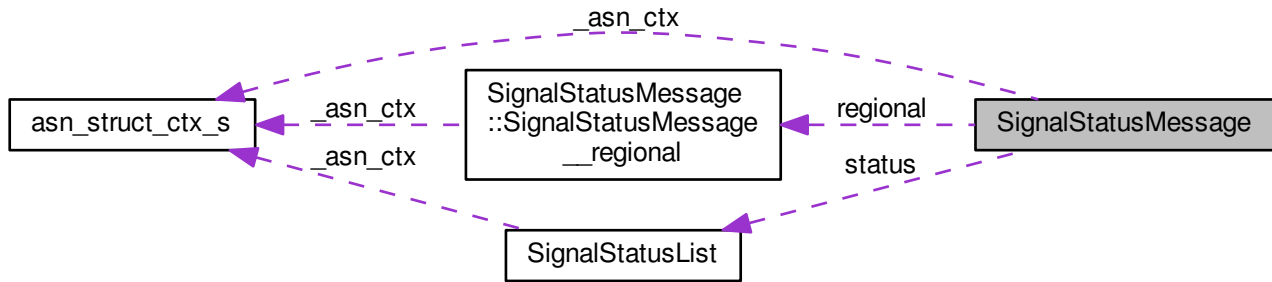 _asn_ctx
SignalStatusMessage
::SignalStatusMessage
__regional
asn_struct_ctx_s
_asn_ctx
regional
SignalStatusMessage
_asn_ctx
status
SignalStatusList